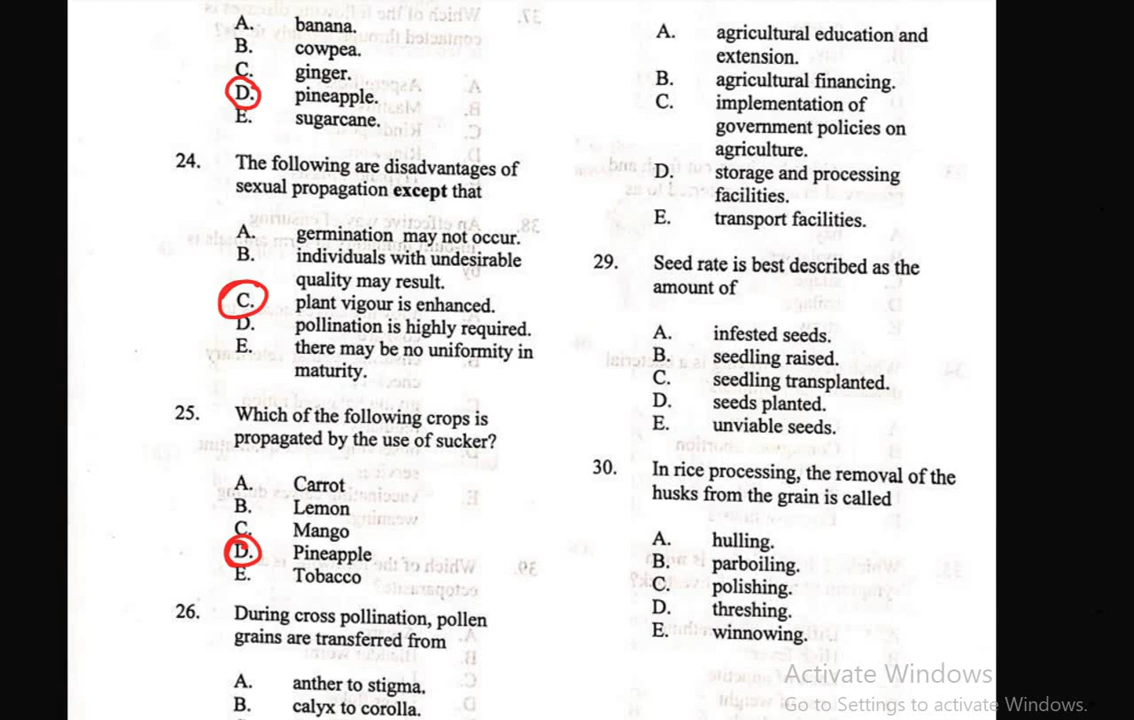 A. banana.
B. cowpea.
C. ginger.
D. pineapple.
E. sugarcane.
24. The following are disadvantages of
sexual propagation except that
A. germination may not occur.
B. individuals with undesirable
quality may result.
C. plant vigour is enhanced.
D. pollination is highly required.
E. there may be no uniformity in
maturity.
25. Which of the following crops is
propagated by the use of sucker?
A. Carrot
B. Lemon
C. Mango
D. Pineapple
E. Tobacco
26. During cross pollination, pollen
grains are transferred from
A. anther to stigma.
B. calyx to corolla.
A. agricultural education and
extension.
B. agricultural financing.
C. implementation of
government policies on
agriculture.
D. storage and processing
facilities.
E. transport facilities.
29. Seed rate is best described as the
amount of
A. infested seeds.
B. seedling raised.
C. seedling transplanted.
D. seeds planted.
E. unviable seeds.
30. In rice processing, the removal of the
husks from the grain is called
A. hulling.
B. parboiling.
C. polishing.
D. threshing.
E. winnowing.
Activate Windows
Go to Settings to activate Windows.